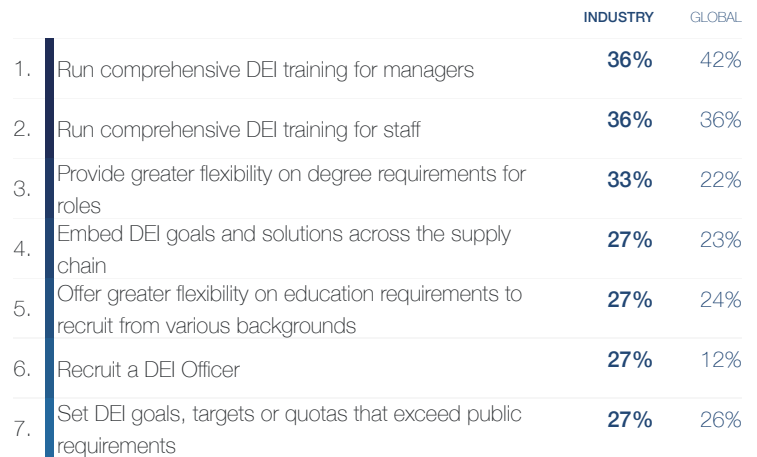 INDUSTRY GLOBAL
1. Run comprehensive DEI training for managers 36% 42%
2. Run comprehensive DEI training for staff 36% 36%
3. Provide greater flexibility on degree requirements for 33% 22%
roles
4. Embed DEI goals and solutions across the supply 27% 23%
chain
5. Offer greater flexibility on education requirements to 27% 24%
recruit from various backgrounds
6. Recruit a DEI Officer 27% 12%
7. Set DEI goals, targets or quotas that exceed public 27% 26%
requirements